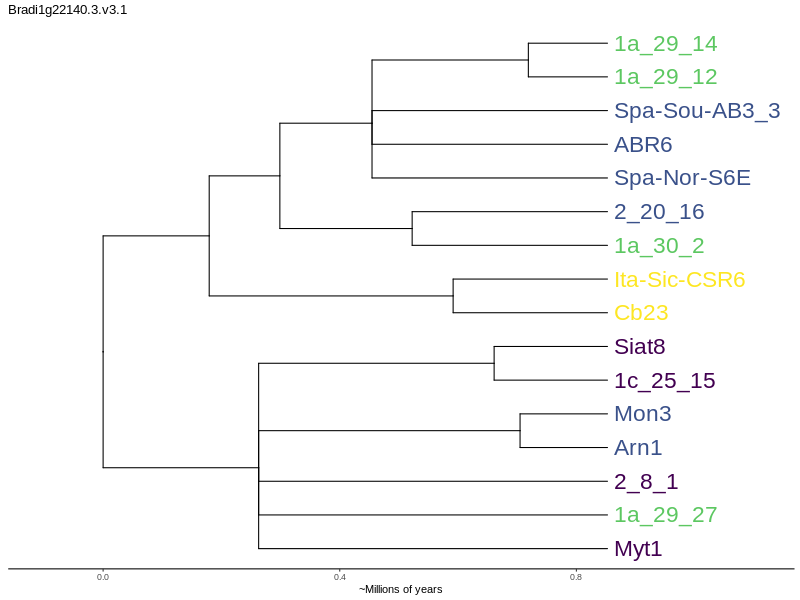 Bradi1g22140.3.v3.1
1a_29_14
1a_29_12
Spa-Sou-AB3_3
ABR6
Spa-Nor-S6E
2_20_16
1a_30_2
Ita-Sic-CSR6
Cb23
Siat8
1c_25_15
Mon3
Arn1
2_8_1
1a_29_27
Myt1
0.0 0.4 0.8
~Millions of years